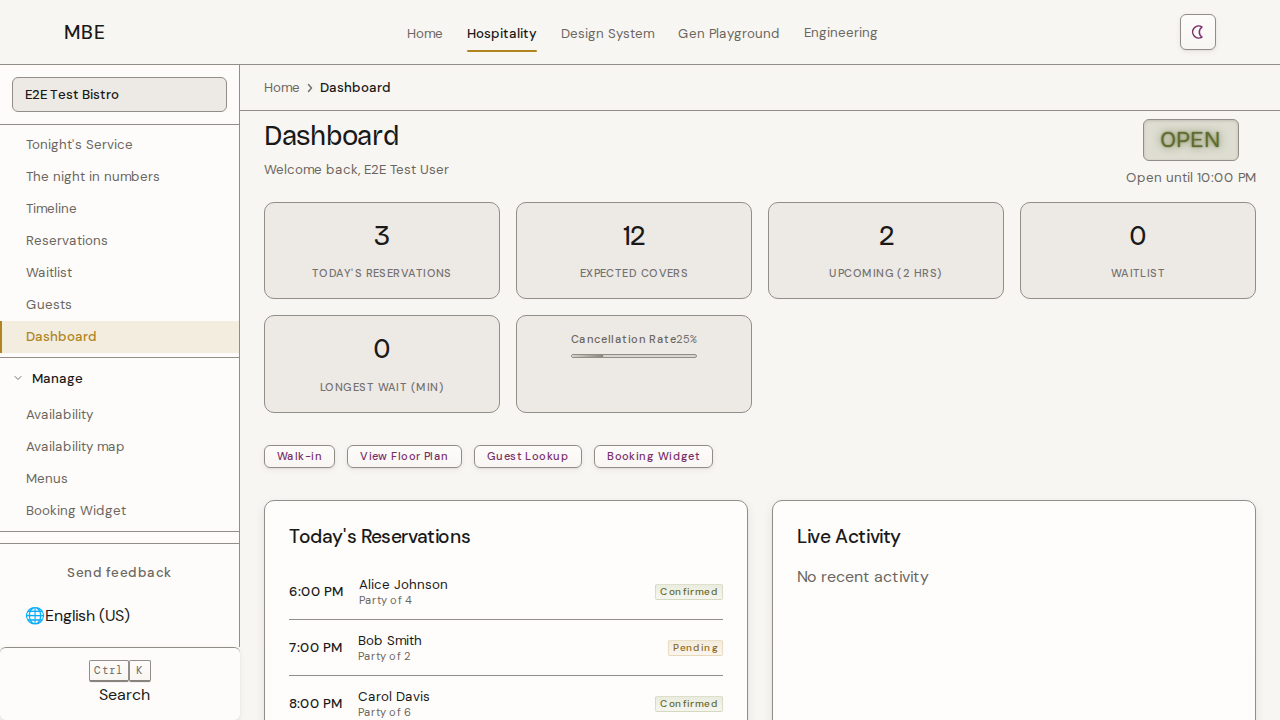 MBE
Home
Hospitality
Design System
Gen Playground
Engineering
E2E Test Bistro
Tonight's Service
The night in numbers
Timeline
Reservations
Waitlist
Guests
Dashboard
Manage
Availability
Availability map
Menus
Booking Widget
Send feedback
English (US)
Ctrl K
Search
Home > Dashboard
Dashboard
Welcome back, E2E Test User
OPEN
Open until 10:00 PM
3
TODAY'S RESERVATIONS
12
EXPECTED COVERS
2
UPCOMING (2 HRS)
0
WAITLIST
0
LONGEST WAIT (MIN)
Cancellation Rate25%
Walk-in
View Floor Plan
Guest Lookup
Booking Widget
Today's Reservations
6:00 PM
Alice Johnson
Party of 4
Confirmed
7:00 PM
Bob Smith
Party of 2
Pending
8:00 PM
Carol Davis
Party of 6
Confirmed
Live Activity
No recent activity